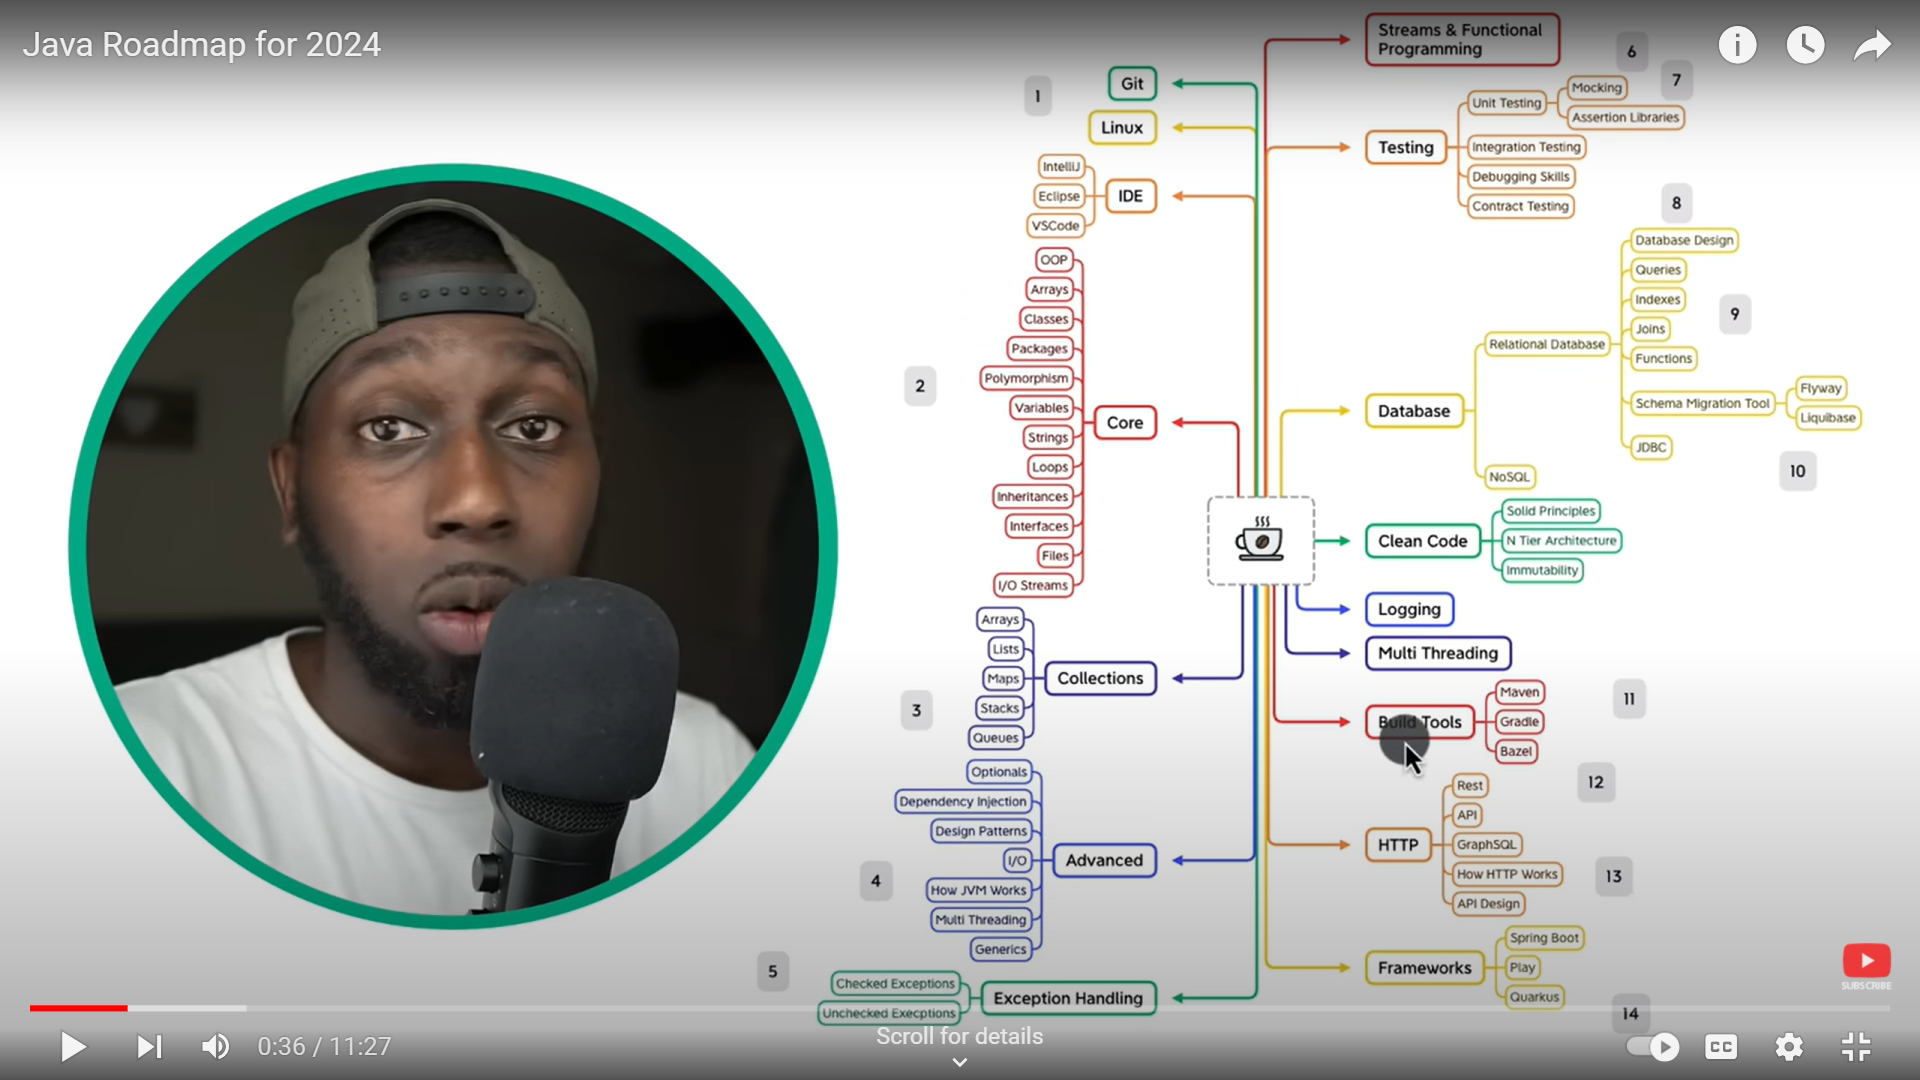 Java Roadmap for 2024
1
Git
Linux
IntelliJ
Eclipse
VSCode
IDE
2
OOP
Arrays
Classes
Packages
Polymorphism
Variables
Strings
Loops
Inheritances
Interfaces
Files
I/O Streams
Core
3
Arrays
Lists
Maps
Stacks
Queues
Collections
4
Optionals
Dependency Injection
Design Patterns
I/O
How JVM Works
Multi Threading
Generics
Advanced
5
Checked Exceptions
Unchecked Execptions
Exception Handling
Streams & Functional
Programming
6
7
Testing
Unit Testing
Mocking
Assertion Libraries
Integration Testing
Debugging Skills
Contract Testing
8
Database
Relational Database
Database Design
Queries
Indexes
Joins
Functions
9
Schema Migration Tool
Flyway
Liquibase
JDBC
NoSQL
10
Clean Code
Solid Principles
N Tier Architecture
Immutability
Logging
Multi Threading
11
Build Tools
Maven
Gradle
Bazel
12
HTTP
Rest
API
GraphSQL
How HTTP Works
API Design
13
Frameworks
Spring Boot
Play
Quarkus
14
SUBSCRIBE
0:36 / 11:27
Scroll for details
CC